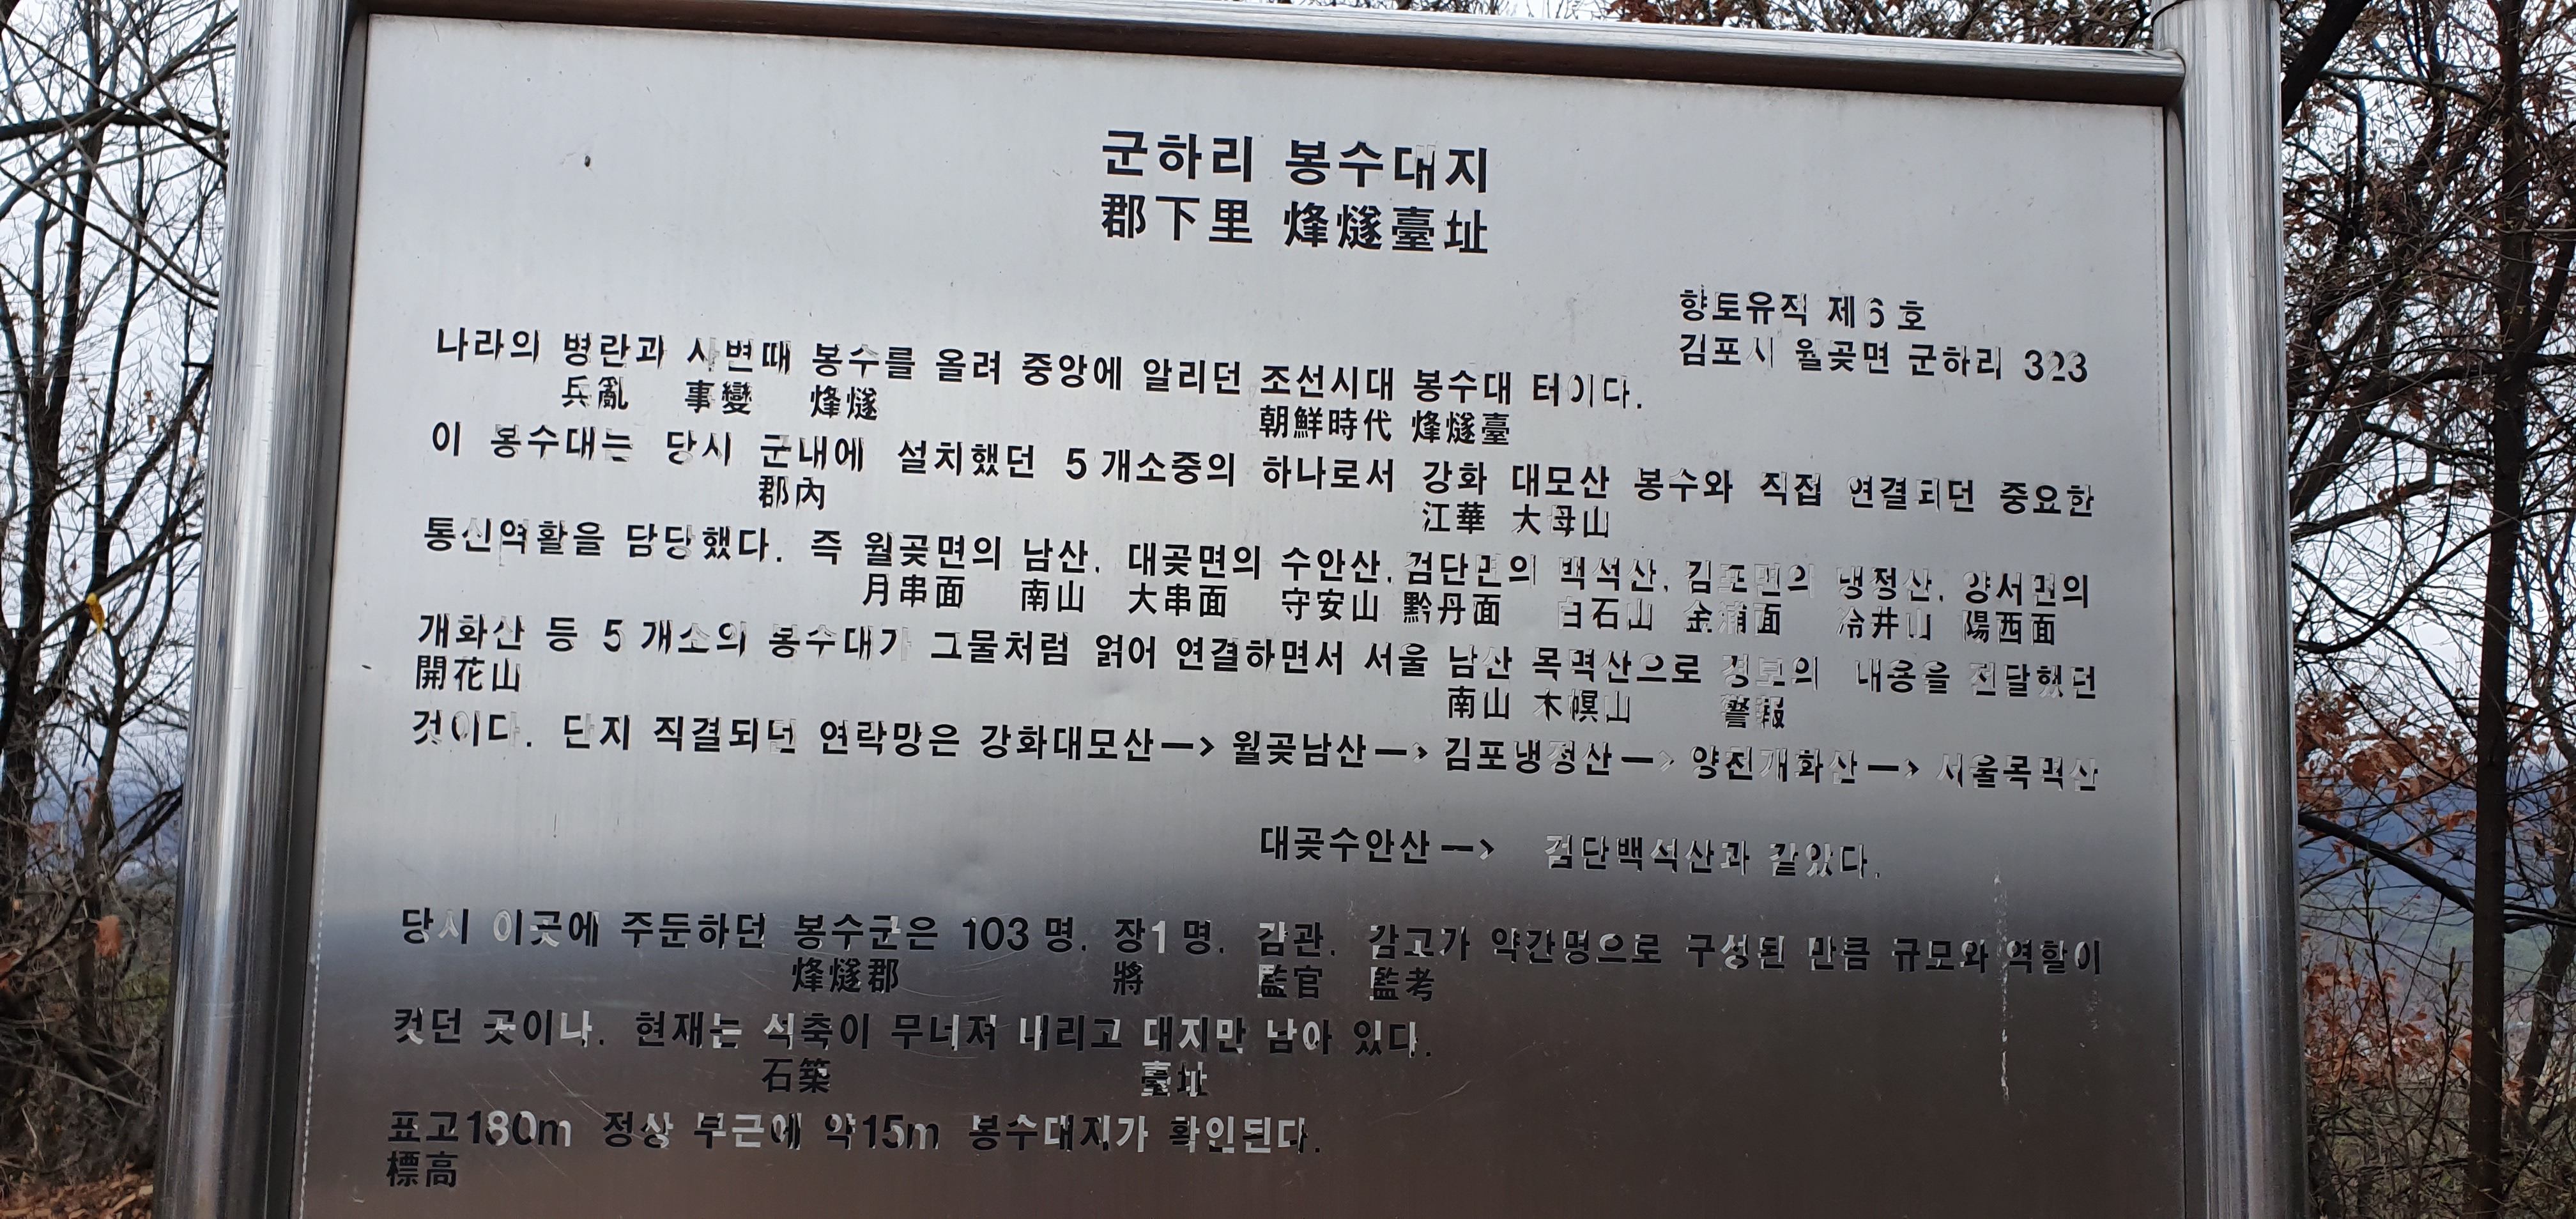 군하리 봉수대지
郡下里 烽燧臺址
향토유적 제6호
김포시 월곶면 군하리 323
나라의 병란과 사변때 봉수를 올려 중앙에 알리던 조선시대 봉수대 터이다.
兵亂 事變 烽燧 朝鮮時代 烽燧臺
이 봉수대는 당시 군내에 설치했던 5개소중의 하나로서 강화 대모산 봉수와 직접 연결되던 중요한
郡內 江華 大母山
통신역활을 담당했다. 즉 월곶면의 남산, 대곶면의 수안산, 검단면의 백석산, 김포면의 냉정산, 양서면의
月串面 南山 大串面 守安山 黔丹面 白石山 金浦面 冷井山 陽西面
개화산 등 5개소의 봉수대가 그물처럼 얽어 연결하면서 서울 남산 목멱산으로 경보의 내용을 전달했던
開花山 南山 木幎山 警報
것이다. 단지 직결되던 연락망은 강화대모산—> 월곶남산—> 김포냉정산—> 양천개화산—> 서울목멱산
대곶수안산—> 검단백석산과 같았다.
당시 이곳에 주둔하던 봉수군은 103명. 장1명. 감관. 감고가 약간명으로 구성된 만큼 규모와 역할이
烽燧郡 將 監官 監考
컷던 곳이나. 현재는 석축이 무너져 내리고 대지만 남아 있다.
石築 臺址
표고180m 정상 부근에 약15m 봉수대지가 확인된다.
標高